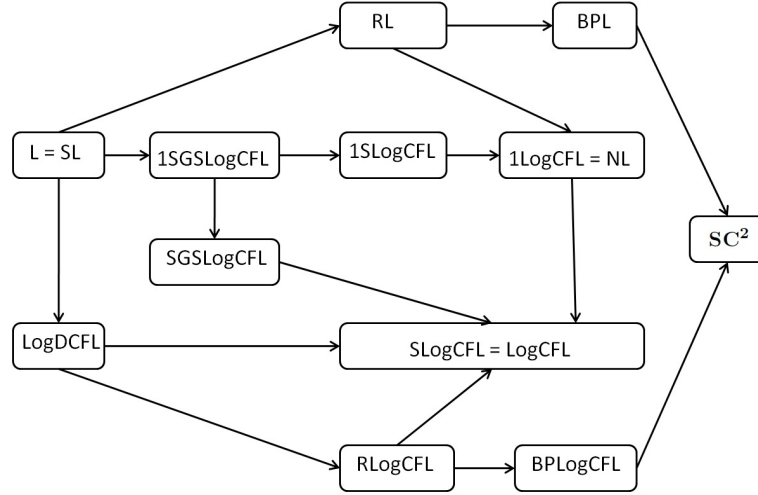 RL
BPL
L = SL
1SGSLogCFL
1SLogCFL
1LogCFL = NL
SC²
SGSLogCFL
LogDCFL
SLogCFL = LogCFL
RLogCFL
BPLogCFL